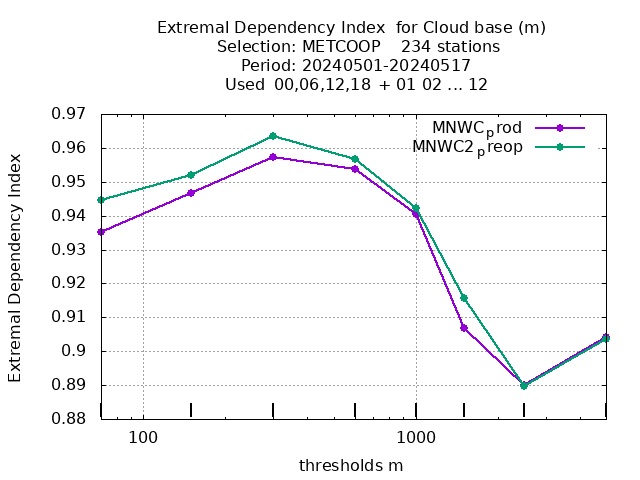 Extremal Dependency Index  for Cloud base (m)
Selection: METCOOP    234 stations
Period: 20240501-20240517
Used  00,06,12,18 + 01 02 ... 12
MNWCprod
MNWC2preop
0.97
0.96
0.95
0.94
0.93
0.92
0.91
0.9
0.89
0.88
Extremal Dependency Index
100
1000
thresholds m